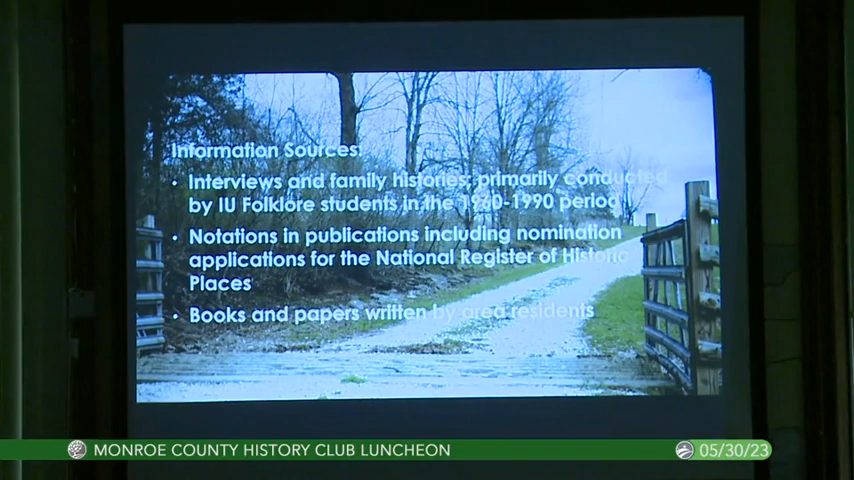 Information Sources:
• Interviews and family histories; primarily conducted
by IU Folklore students in the 1960-1990 period
• Notations in publications including nomination
applications for the National Register of Historic
Places
• Books and papers written by area residents
MONROE COUNTY HISTORY CLUB LUNCHEON
05/30/23